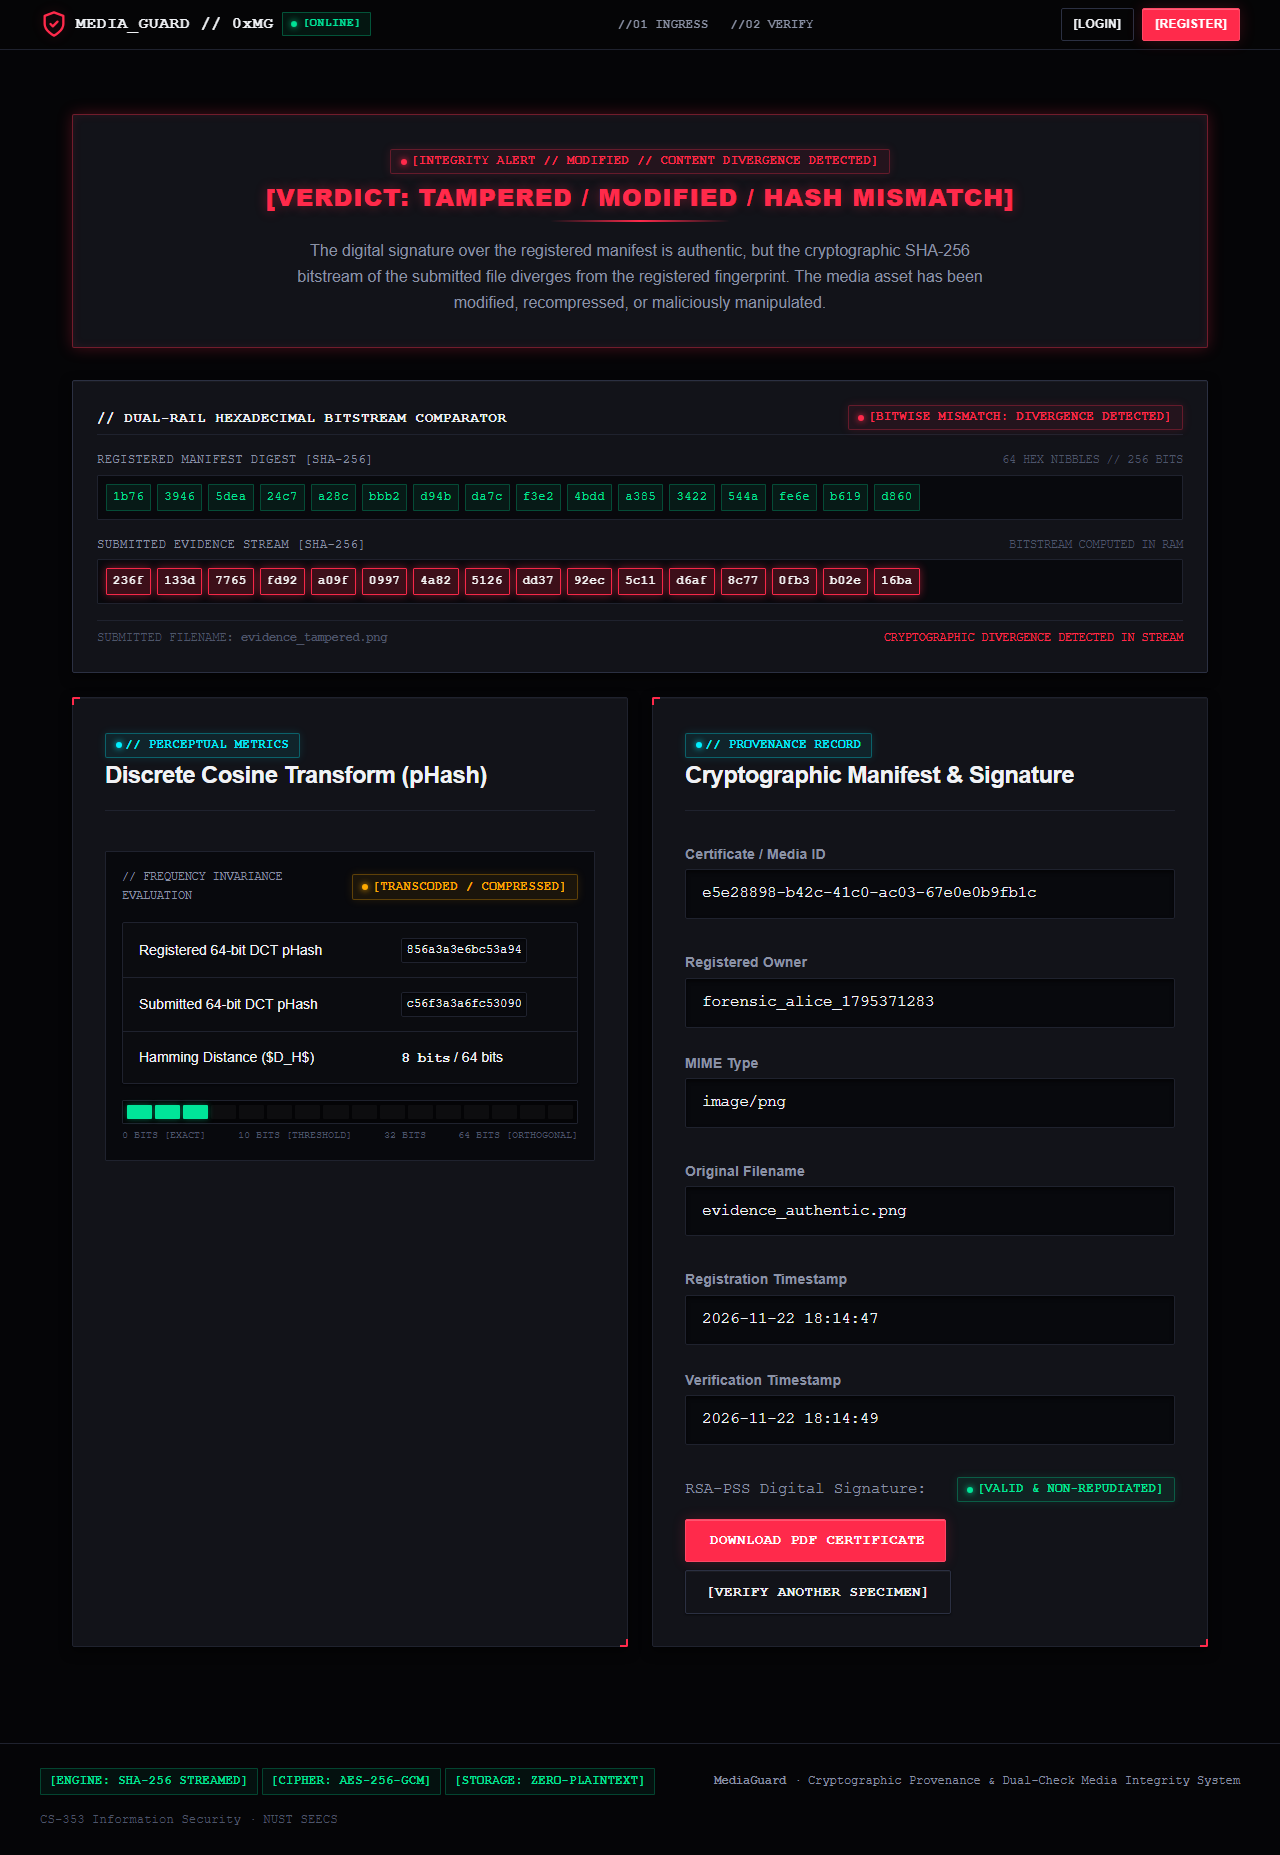 MEDIA_GUARD // 0xMG
[ONLINE]
//01 INGRESS
//02 VERIFY
[LOGIN]
[REGISTER]
[INTEGRITY ALERT // MODIFIED // CONTENT DIVERGENCE DETECTED]
[VERDICT: TAMPERED / MODIFIED / HASH MISMATCH]
The digital signature over the registered manifest is authentic, but the cryptographic SHA-256
bitstream of the submitted file diverges from the registered fingerprint. The media asset has been
modified, recompressed, or maliciously manipulated.
// DUAL-RAIL HEXADECIMAL BITSTREAM COMPARATOR
[BITWISE MISMATCH: DIVERGENCE DETECTED]
REGISTERED MANIFEST DIGEST [SHA-256]
64 HEX NIBBLES // 256 BITS
1b76 3946 5dea 24c7 a28c bbb2 d94b da7c f3e2 4bdd a385 3422 544a fe6e b619 d860
SUBMITTED EVIDENCE STREAM [SHA-256]
BITSTREAM COMPUTED IN RAM
236f 133d 7765 fd92 a09f 0997 4a82 5126 dd37 92ec 5c11 d6af 8c77 0fb3 b02e 16ba
SUBMITTED FILENAME: evidence_tampered.png
CRYPTOGRAPHIC DIVERGENCE DETECTED IN STREAM
// PERCEPTUAL METRICS
Discrete Cosine Transform (pHash)
// FREQUENCY INVARIANCE
EVALUATION
[TRANSCODED / COMPRESSED]
Registered 64-bit DCT pHash
856a3a3e6bc53a94
Submitted 64-bit DCT pHash
c56f3a3a6fc53090
Hamming Distance ($D_H$)
8 bits / 64 bits
0 BITS [EXACT]
10 BITS [THRESHOLD]
32 BITS
64 BITS [ORTHOGONAL]
// PROVENANCE RECORD
Cryptographic Manifest & Signature
Certificate / Media ID
e5e28898-b42c-41c0-ac03-67e0e0b9fb1c
Registered Owner
forensic_alice_1795371283
MIME Type
image/png
Original Filename
evidence_authentic.png
Registration Timestamp
2026-11-22 18:14:47
Verification Timestamp
2026-11-22 18:14:49
RSA-PSS Digital Signature:
[VALID & NON-REPUDIATED]
DOWNLOAD PDF CERTIFICATE
[VERIFY ANOTHER SPECIMEN]
[ENGINE: SHA-256 STREAMED]
[CIPHER: AES-256-GCM]
[STORAGE: ZERO-PLAINTEXT]
MediaGuard · Cryptographic Provenance & Dual-Check Media Integrity System
CS-353 Information Security · NUST SEECS